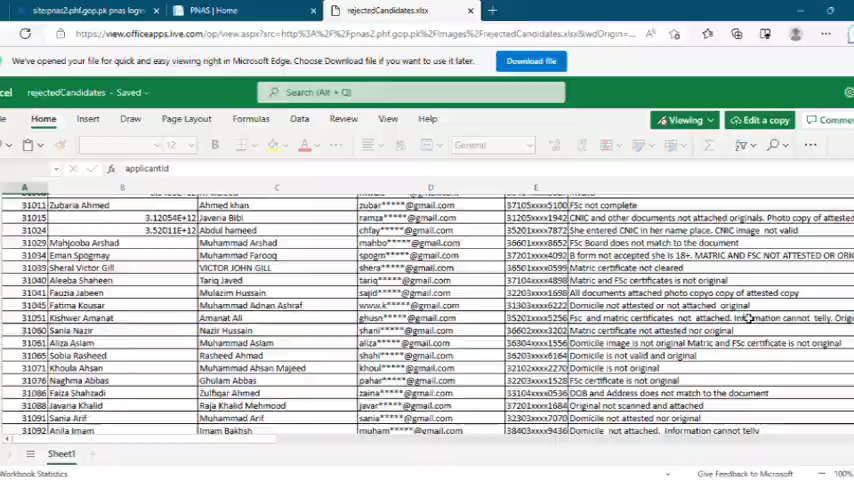 site:pnas2.phf.gop.pk pnas login
PNAS | Home
rejectedCandidates.xlsx
https://view.officeapps.live.com/op/view.aspx?src=http%3A%2F%2Fpnas2.phf.gop.pk%2Fimages%2FrejectedCandidates.xlsx&wdOrigin=...
We've opened your file for quick and easy viewing right in Microsoft Edge. Choose Download file if you want to use it later. Download file
cel rejectedCandidates - Saved Search (Alt + Q)
Home Insert Draw Page Layout Formulas Data Review View Help Viewing Edit a copy Comme
12 B A General
fx applicantId
A B C D E
31011 Zubaria Ahmed Ahmed khan zubar*****@gmail.com 37105xxxx5100 FSc not complete
31015 3.12054E+12 Javeria Bibi ramza*****@gmail.com 31205xxxx1942 CNIC and other documents not attached originals. Photo copy of attested
31024 3.52011E+12 Abdul hameed chfay*****@gmail.com 35201xxxx7872 She entered CNIC in her name place. CNIC image not valid
31029 Mahjooba Arshad Muhammad Arshad mahbo*****@gmail.com 36601xxxx8652 FSc Board does not match to the document
31034 Eman Spogmay Muhammad Farooq spogm*****@gmail.com 37201xxxx4092 B form not accepted she is 18+. MATRIC AND FSC NOT ATTESTED OR ORIG
31039 Sheral Victor Gill VICTOR JOHN GILL shera*****@gmail.com 36501xxxx0599 Matric certificate not cleared
31040 Aleeba Shaheen Tariq Javed tariq*****@gmail.com 37104xxxx4898 Matric and FSc certificates is not original
31041 Fauzia Jabeen Mulazim Hussain sajid*****@gmail.com 32203xxxx1698 All documents attached photo copyo copy of attested copy
31045 Fatima Kousar Muhammad Adnan Ashraf www.k*****@gmail.com 31303xxxx0222 Domicile not attested or not attached original
31051 Kishwer Amanat Amanat Ali ghusn*****@gmail.com 35201xxxx5256 Fsc and matric certificates not attached. Information cannot telly. Origi
31060 Sania Nazir Nazir Hussain shani*****@gmail.com 36602xxxx3202 Matric certificate not attested nor original
31061 Aliza Aslam Muhammad Aslam aliza*****@gmail.com 36304xxxx1556 Domicile image is not original Matric and FSC certificate is not original
31065 Sobia Rasheed Rasheed Ahmad shahi*****@gmail.com 36203xxxx6164 Domicile is not valid and original
31071 Khoula Ahsan Muhammad Ahsan Majeed khoul*****@gmail.com 32102xxxx2270 Domicile is not original
31076 Naghma Abbas Ghulam Abbas pahar*****@gmail.com 32203xxxx1528 FSc certificate is not original
31086 Faiza Shahzadi Zulfiqar Ahmed zaina*****@gmail.com 33104xxxx0536 DOB and Address does not match to the document
31088 Javaria Khalid Raja Khalid Mehmood javar*****@gmail.com 37201xxxx1684 Original not scanned and attached
31091 Sania Arif Muhammad Arif sania*****@gmail.com 32303xxxx7070 Domicile not attested nor original
31092 Anila Imam Imam Bakhsh muham*****@gmail.com 38403xxxx9436 Domicile not attached. Information cannot telly
Sheet1
Workbook Statistics Give Feedback to Microsoft 100%